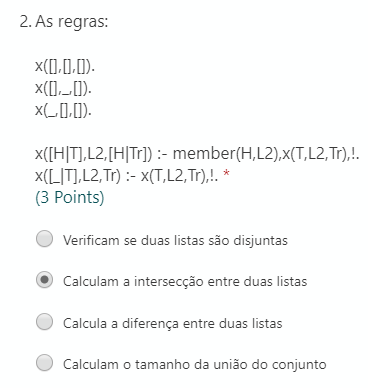 2. As regras:
x([],[],[]).
x([],_,[]).
x(_,[],[]).
x([H|T],L2,[H|Tr]) :- member(H,L2),x(T,L2,Tr),!.
x([_|T],L2,Tr) :- x(T,L2,Tr),!. *
(3 Points)
Verificam se duas listas são disjuntas
Calculam a intersecção entre duas listas
Calcula a diferença entre duas listas
Calculam o tamanho da união do conjunto